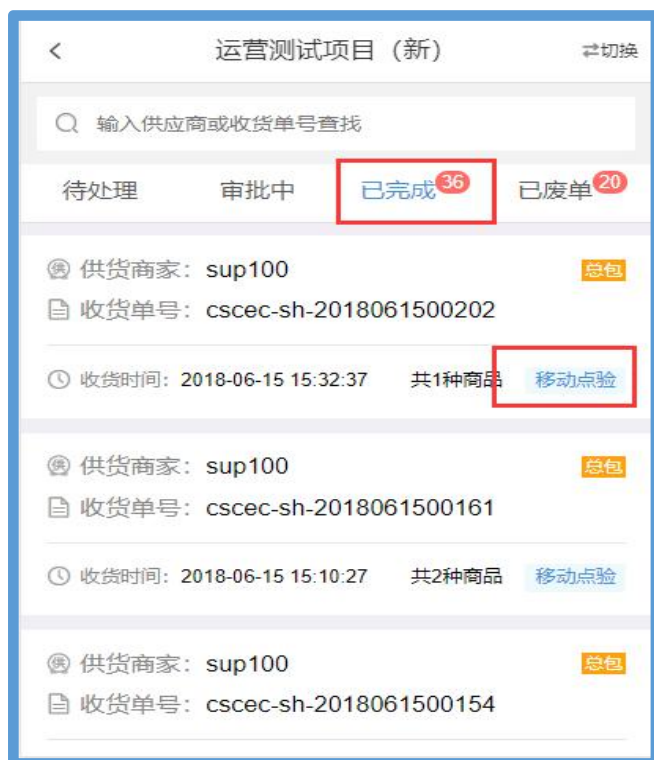 运营测试项目（新） ⇄切换
输入供应商或收货单号查找
待处理 审批中 已完成 36 已废单 20
供 供货商家：sup100 总包
收货单号：cscec-sh-2018061500202
收货时间：2018-06-15 15:32:37 共1种商品 移动点验
供 供货商家：sup100 总包
收货单号：cscec-sh-2018061500161
收货时间：2018-06-15 15:10:27 共2种商品 移动点验
供 供货商家：sup100 总包
收货单号：cscec-sh-2018061500154